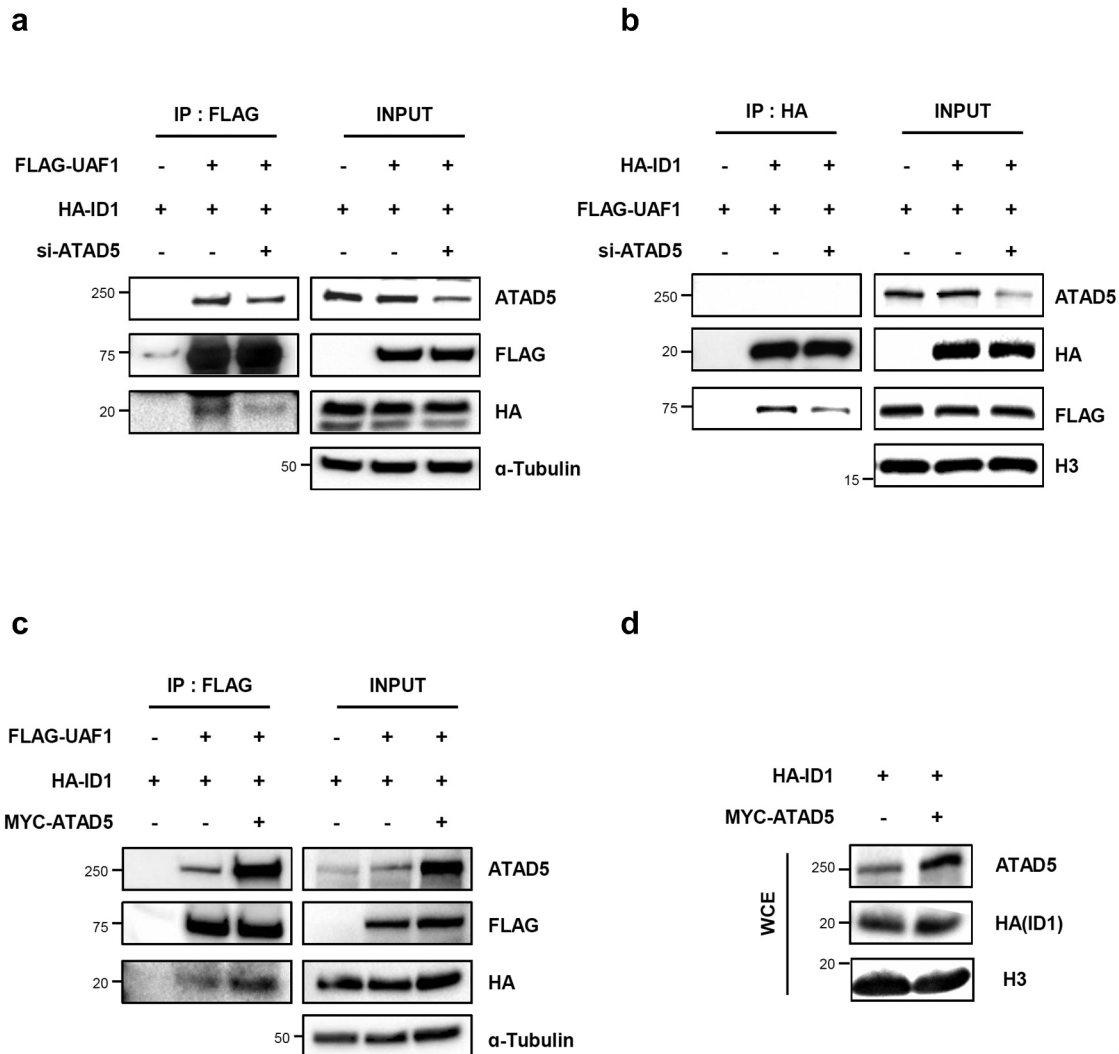 a
IP : FLAG INPUT
FLAG-UAF1 - + + - + +
HA-ID1 + + + + + +
si-ATAD5 - - + - - +
250 ATAD5
75 FLAG
20 HA
50 α-Tubulin
b
IP : HA INPUT
HA-ID1 - + + - + +
FLAG-UAF1 + + + + + +
si-ATAD5 - - + - - +
250 ATAD5
20 HA
75 FLAG
15 H3
c
IP : FLAG INPUT
FLAG-UAF1 - + + - + +
HA-ID1 + + + + + +
MYC-ATAD5 - - + - - +
250 ATAD5
75 FLAG
20 HA
50 α-Tubulin
d
HA-ID1 + +
MYC-ATAD5 - +
WCE
250 ATAD5
20 HA(ID1)
20 H3